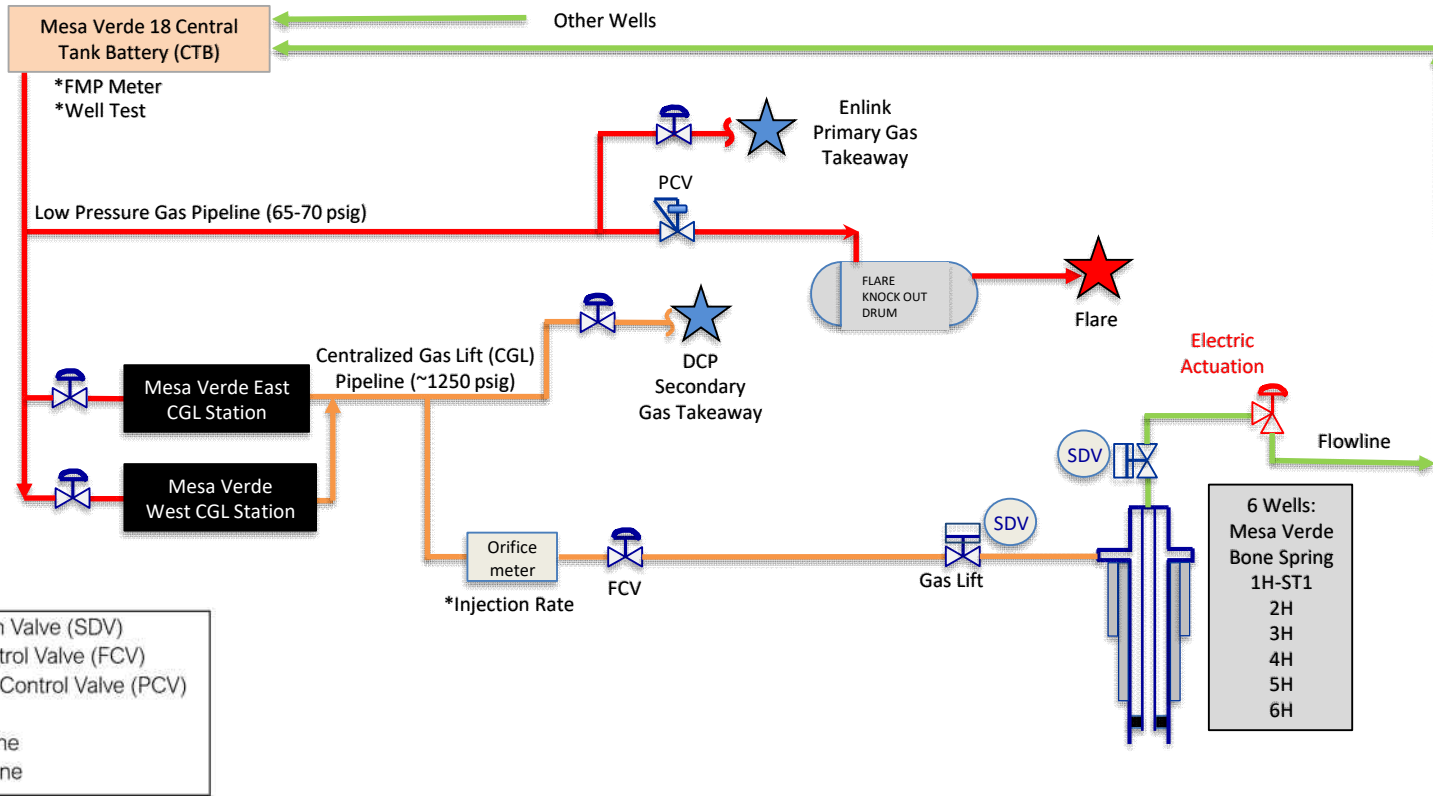 Mesa Verde 18 Central
Tank Battery (CTB)
Other Wells
*FMP Meter
*Well Test
Enlink
Primary Gas
Takeaway
PCV
Low Pressure Gas Pipeline (65-70 psig)
FLARE
KNOCK OUT
DRUM
Flare
Centralized Gas Lift (CGL)
Pipeline (~1250 psig)
DCP
Secondary
Gas Takeaway
Electric
Actuation
Mesa Verde East
CGL Station
Flowline
SDV
Mesa Verde
West CGL Station
6 Wells:
Mesa Verde
Bone Spring
1H-ST1
2H
3H
4H
5H
6H
SDV
Orifice
meter
Gas Lift
FCV
*Injection Rate
Valve (SDV)
Valve (FCV)
Control Valve (PCV)